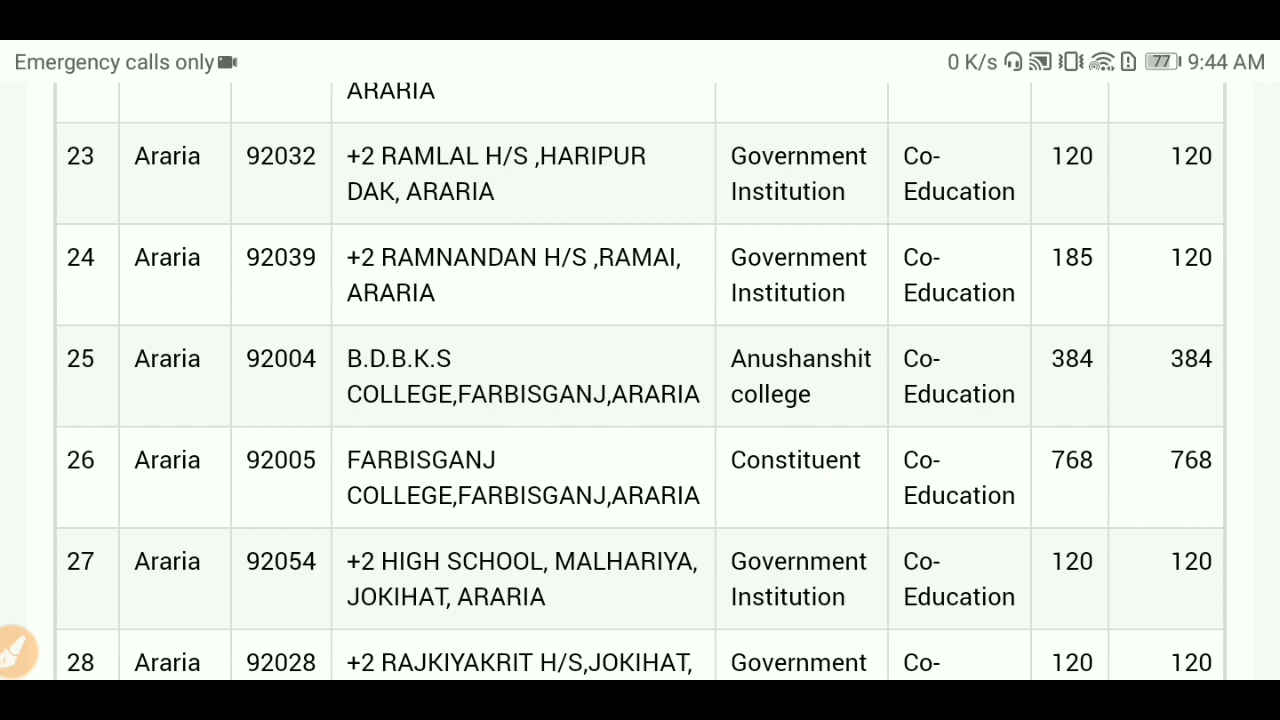 Emergency calls only 0 K/s 77 9:44 AM
ARARIA
23 Araria 92032 +2 RAMLAL H/S ,HARIPUR Government Co- 120 120
DAK, ARARIA Institution Education
24 Araria 92039 +2 RAMNANDAN H/S ,RAMAI, Government Co- 185 120
ARARIA Institution Education
25 Araria 92004 B.D.B.K.S Anushanshit Co- 384 384
COLLEGE,FARBISGANJ,ARARIA college Education
26 Araria 92005 FARBISGANJ Constituent Co- 768 768
COLLEGE,FARBISGANJ,ARARIA Education
27 Araria 92054 +2 HIGH SCHOOL, MALHARIYA, Government Co- 120 120
JOKIHAT, ARARIA Institution Education
28 Araria 92028 +2 RAJKIYAKRIT H/S,JOKIHAT, Government Co- 120 120